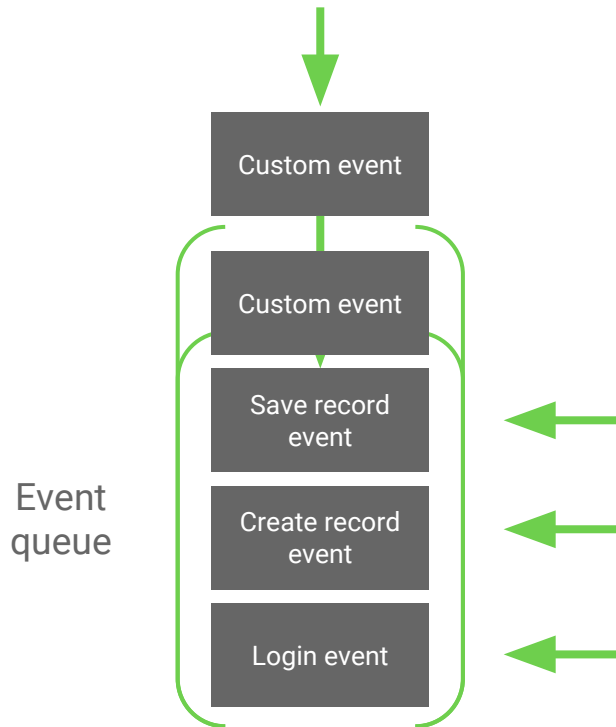 Custom event
Custom event
Save record
event
Event
queue
Create record
event
Login event